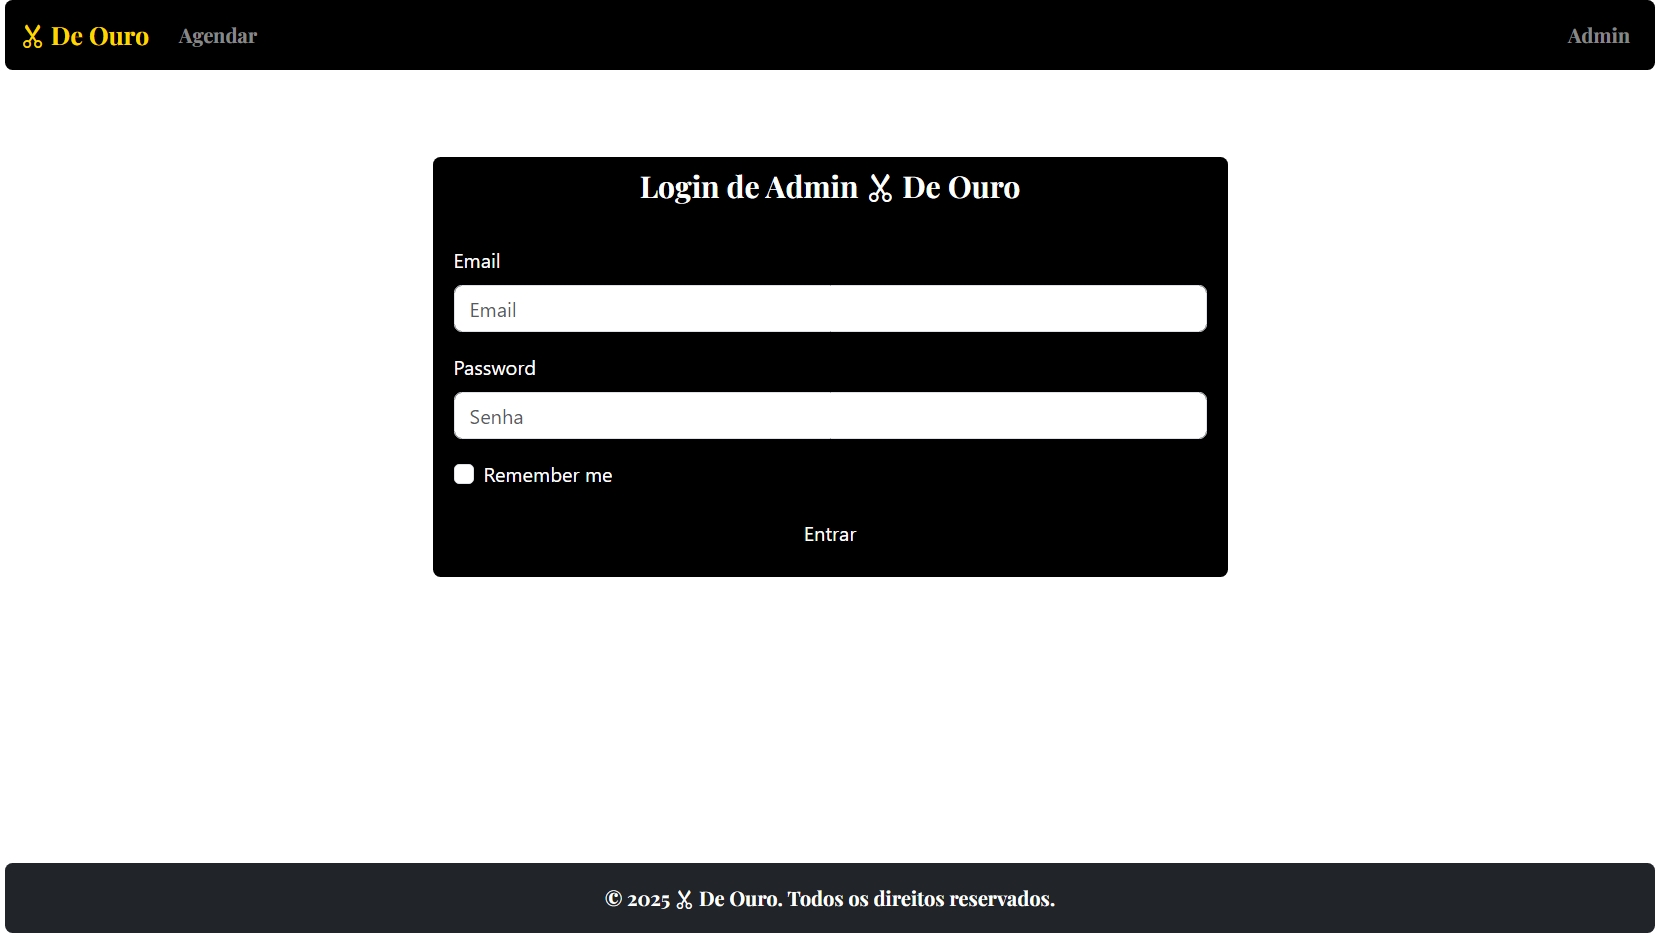 De Ouro Agendar Admin
Login de Admin De Ouro
Email
Email
Password
Senha
Remember me
Entrar
© 2025 De Ouro. Todos os direitos reservados.